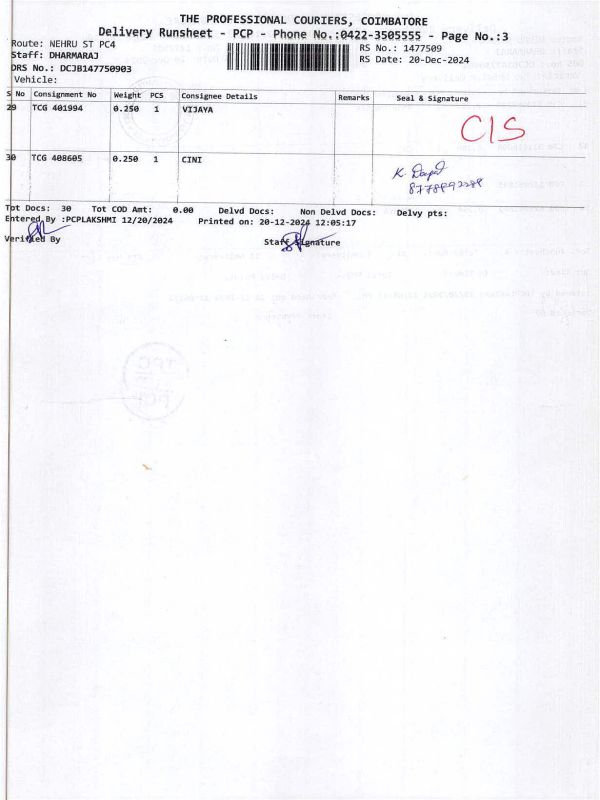 THE PROFESSIONAL COURIERS, COIMBATORE
Delivery Runsheet - PCP - Phone No.:0422-3505555 - Page No.:3
Route: NEHRU ST PC4 RS No.: 1477509
Staff: DHARMARAJ RS Date: 20-Dec-2024
DRS No.: DCJB147750903
Vehicle:
S No Consignment No Weight PCS Consignee Details Remarks Seal & Signature
29 TCG 401994 0.250 1 VIJAYA
C/S
30 TCG 408605 0.250 1 CINI
Tot Docs: 30 Tot COD Amt: 0.00 Delvd Docs: Non Delvd Docs: Delvy pts:
Entered By :PCPLAKSHMI 12/20/2024 Printed on: 20-12-2024 12:05:17
Verified By Staff Signature